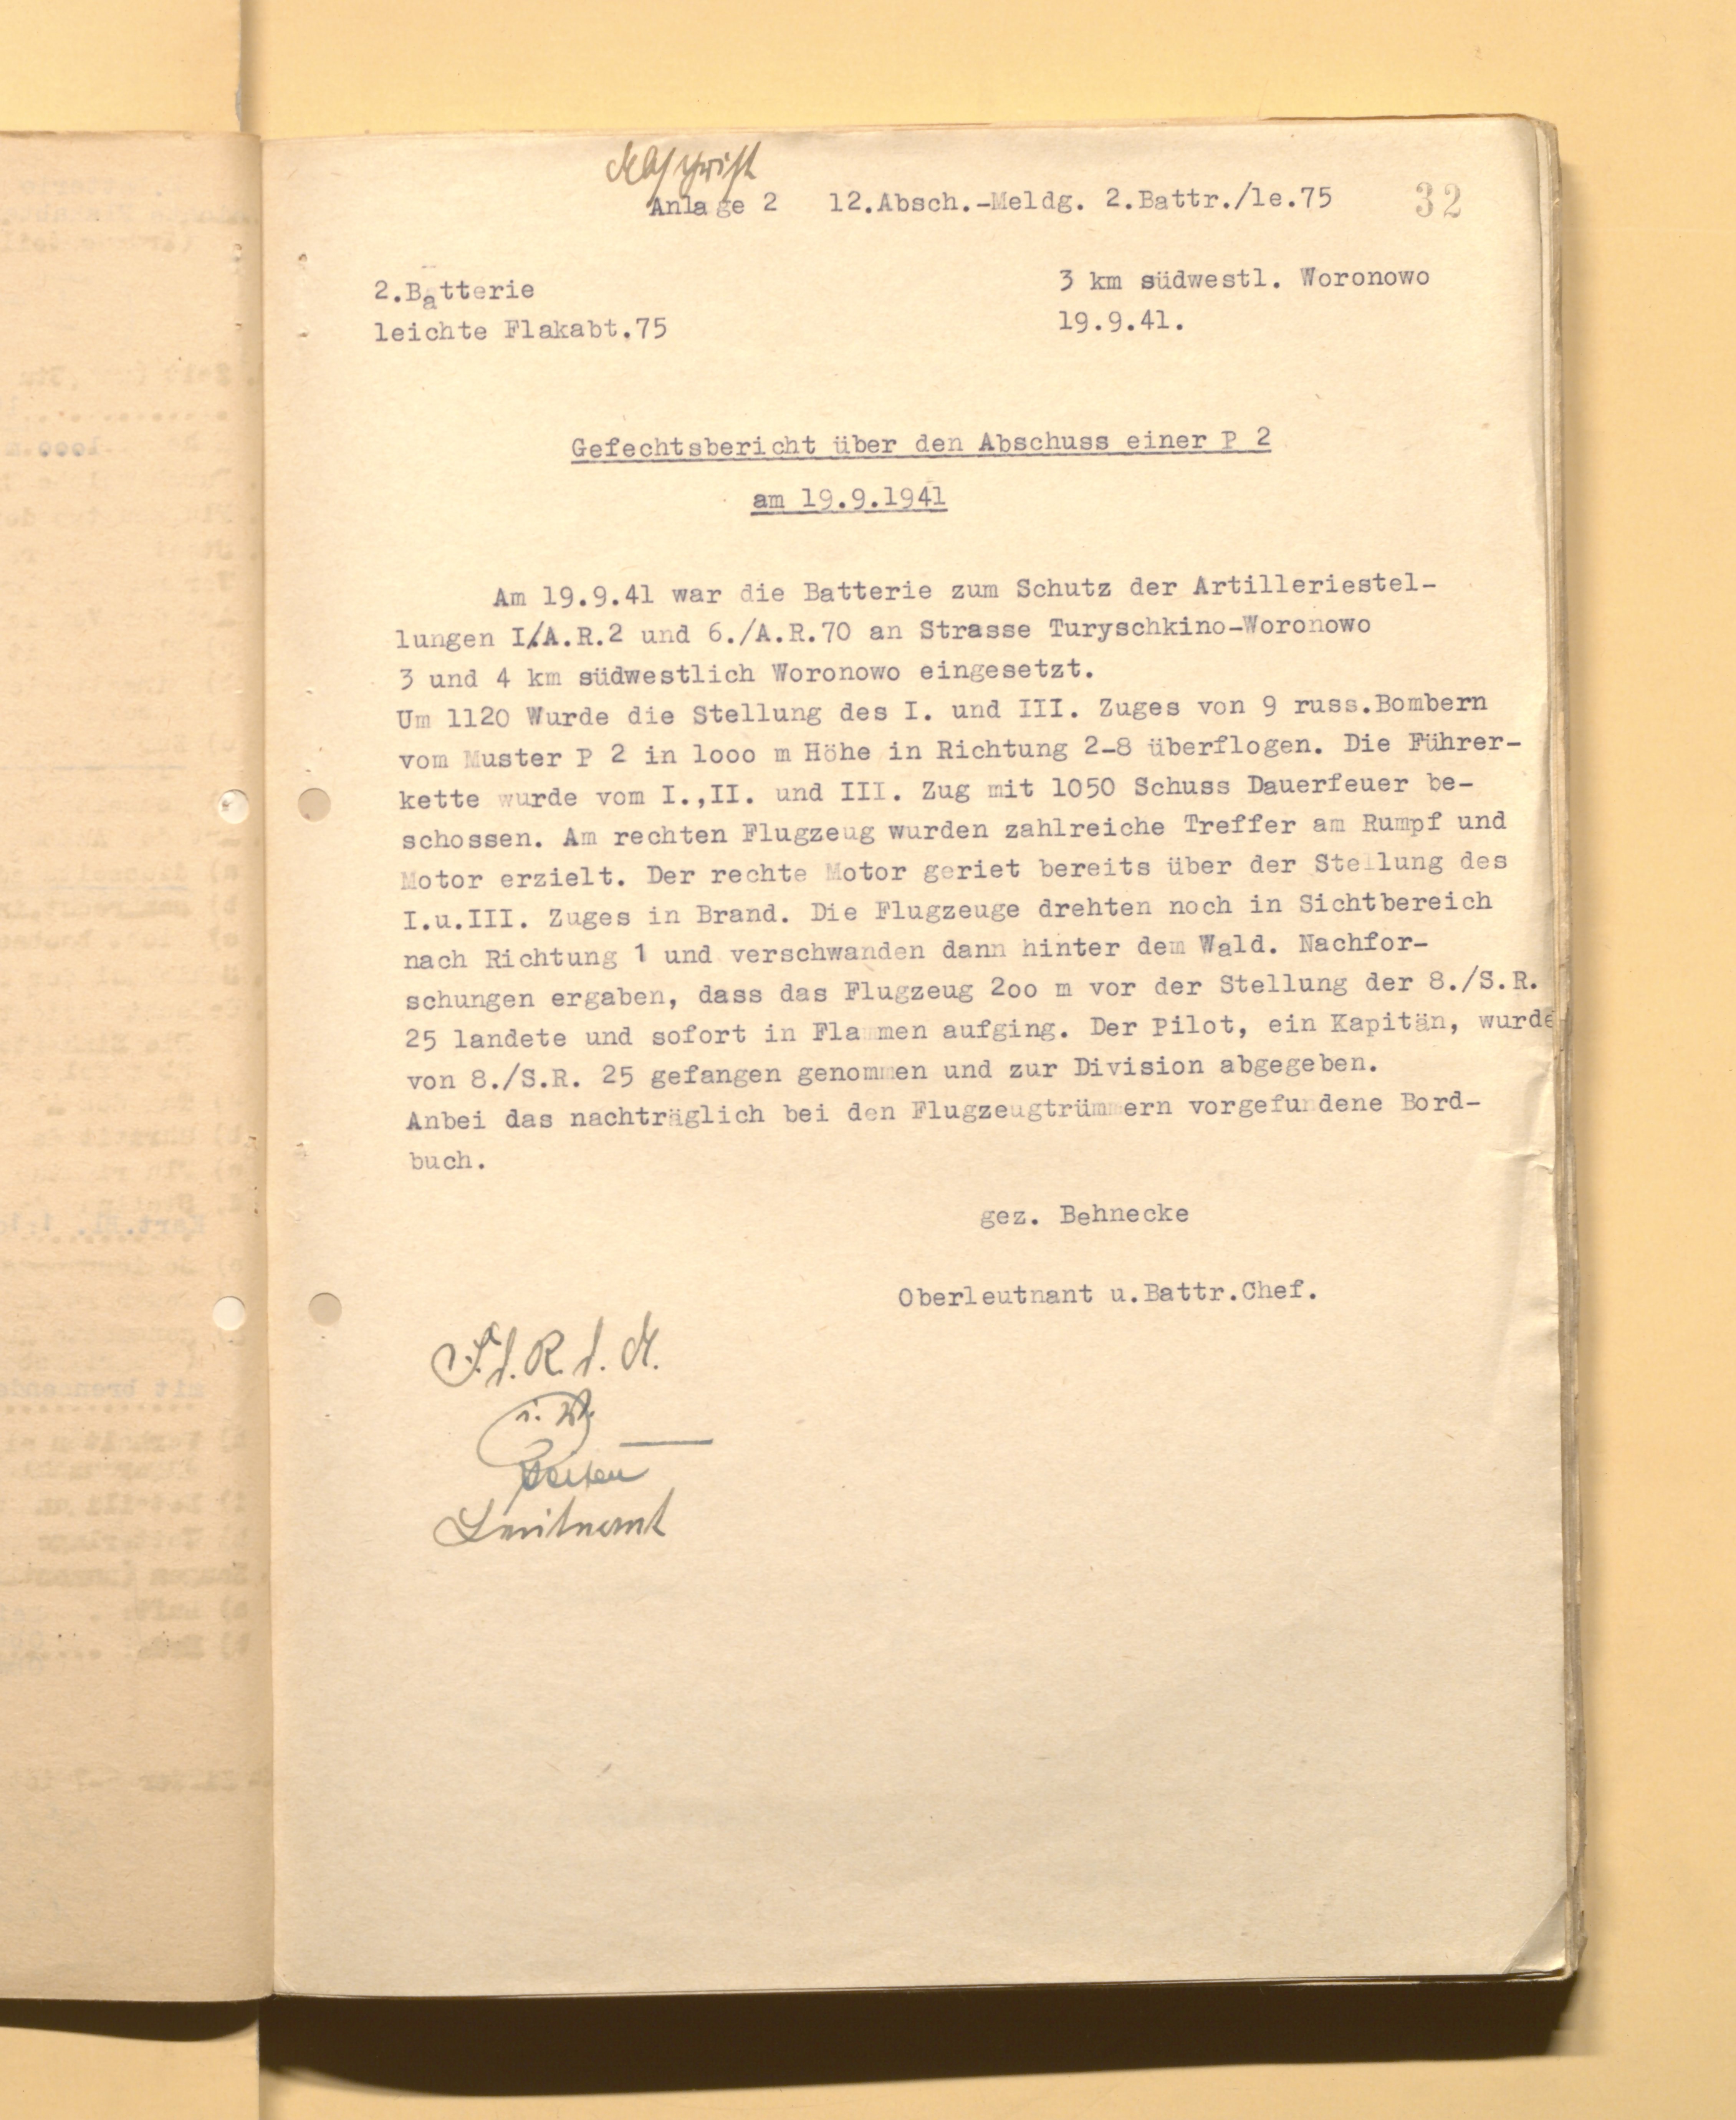 Abschrift
Anlage 2 12.Absch.-Meldg. 2.Battr./le.75 32
2.Batterie
leichte Flakabt.75
3 km südwestl. Woronowo
19.9.41.
Gefechtsbericht über den Abschuss einer P 2
am 19.9.1941
Am 19.9.41 war die Batterie zum Schutz der Artilleriestel-
lungen I/A.R.2 und 6./A.R.70 an Strasse Turyschkino-Woronowo
3 und 4 km südwestlich Woronowo eingesetzt.
Um 1120 Wurde die Stellung des I. und III. Zuges von 9 russ.Bombern
vom Muster P 2 in looo m Höhe in Richtung 2-8 überflogen. Die Führer-
kette wurde vom I.,II. und III. Zug mit 1050 Schuss Dauerfeuer be-
schossen. Am rechten Flugzeug wurden zahlreiche Treffer am Rumpf und
Motor erzielt. Der rechte Motor geriet bereits über der Stellung des
I.u.III. Zuges in Brand. Die Flugzeuge drehten noch in Sichtbereich
nach Richtung 1 und verschwanden dann hinter dem Wald. Nachfor-
schungen ergaben, dass das Flugzeug 2oo m vor der Stellung der 8./S.R.
25 landete und sofort in Flammen aufging. Der Pilot, ein Kapitän, wurde
von 8./S.R. 25 gefangen genommen und zur Division abgegeben.
Anbei das nachträglich bei den Flugzeugtrümmern vorgefundene Bord-
buch.
gez. Behnecke
Oberleutnant u.Battr.Chef.
F.d.R.d.A.
Leutnant